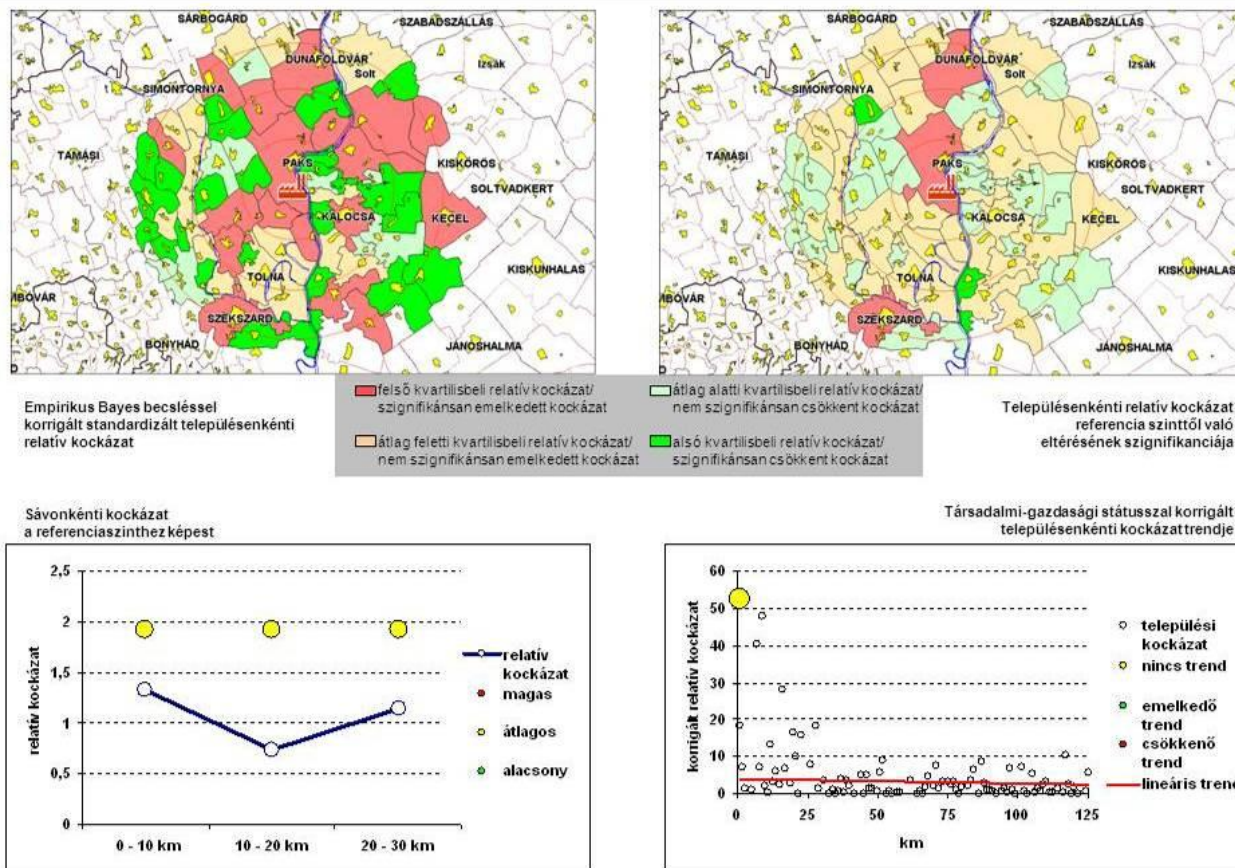 SÁRBOGÁRD
SZABADSZÁLLÁS
DUNAFÖLDVÁR
Izsák
Solt
SIMONTORNYA
TAMÁSI
PAKS
KISKŐRÖS
SOLTVADKERT
KALOCSA
KECEL
KISKUNHALAS
TOLNA
MBÓVÁR
SZEKSZÁRD
BONYHÁD
JÁNOSHALMA
SÁRBOGÁRD
SZABADSZÁLLÁS
DUNAFÖLDVÁR
Izsák
Solt
SIMONTORNYA
TAMÁSI
PAKS
KISKŐRÖS
SOLTVADKERT
KALOCSA
KECEL
KISKUNHALAS
TOLNA
MBÓVÁR
SZEKSZÁRD
BONYHÁD
JÁNOSHALMA
Empirikus Bayes becsléssel
korrigált standardizált településenkénti
relatív kockázat
felső kvartilisbeli relatív kockázat/
szignifikánsan emelkedett kockázat
átlag feletti kvartilisbeli relatív kockázat/
nem szignifikánsan emelkedett kockázat
átlag alatti kvartilisbeli relatív kockázat/
nem szignifikánsan csökkent kockázat
alsó kvartilisbeli relatív kockázat/
szignifikánsan csökkent kockázat
Településenkénti relatív kockázat
referencia szinttől való
eltérésének szignifikanciája
Sávonkénti kockázat
a referenciaszinthez képest
relatív kockázat
2,5
2
1,5
1
0,5
0
0 - 10 km
10 - 20 km
20 - 30 km
relatív
kockázat
magas
átlagos
alacsony
Társadalmi-gazdasági státusszal korrigált
településenkénti kockázat trendje
korrigált relatív kockázat
60
50
40
30
20
10
0
0
25
50
75
100
125
km
települési
kockázat
nincs trend
emelkedő
trend
csökkenő
trend
lineáris trend